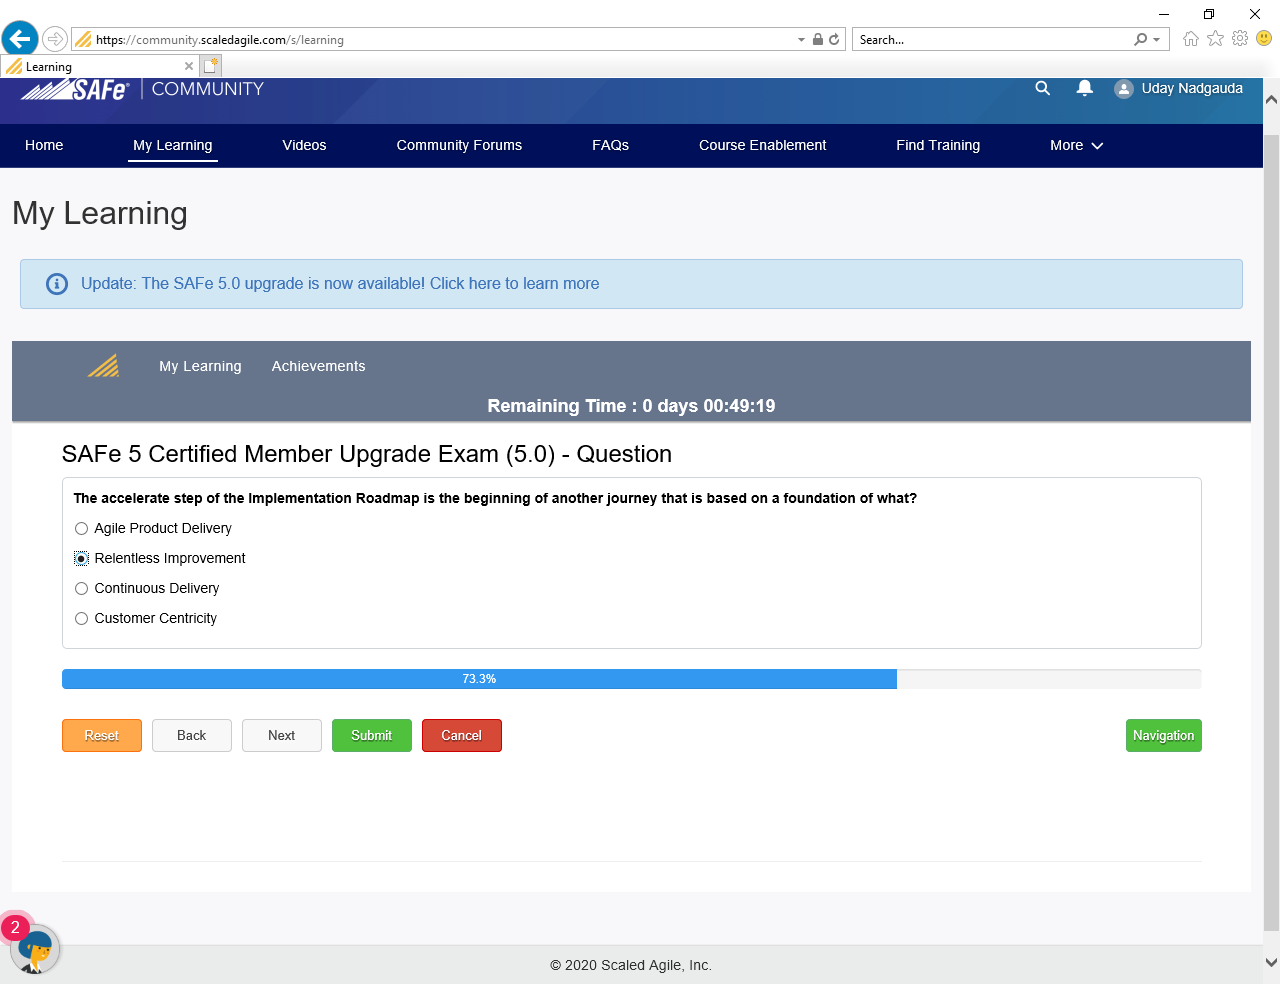 https://community.scaledagile.com/s/learning
Search...
Learning
SAFe® COMMUNITY
Uday Nadgauda
Home My Learning Videos Community Forums FAQs Course Enablement Find Training More
My Learning
Update: The SAFe 5.0 upgrade is now available! Click here to learn more
My Learning Achievements
Remaining Time : 0 days 00:49:19
SAFe 5 Certified Member Upgrade Exam (5.0) - Question
The accelerate step of the Implementation Roadmap is the beginning of another journey that is based on a foundation of what?
Agile Product Delivery
Relentless Improvement
Continuous Delivery
Customer Centricity
73.3%
Reset Back Next Submit Cancel Navigation
2
© 2020 Scaled Agile, Inc.